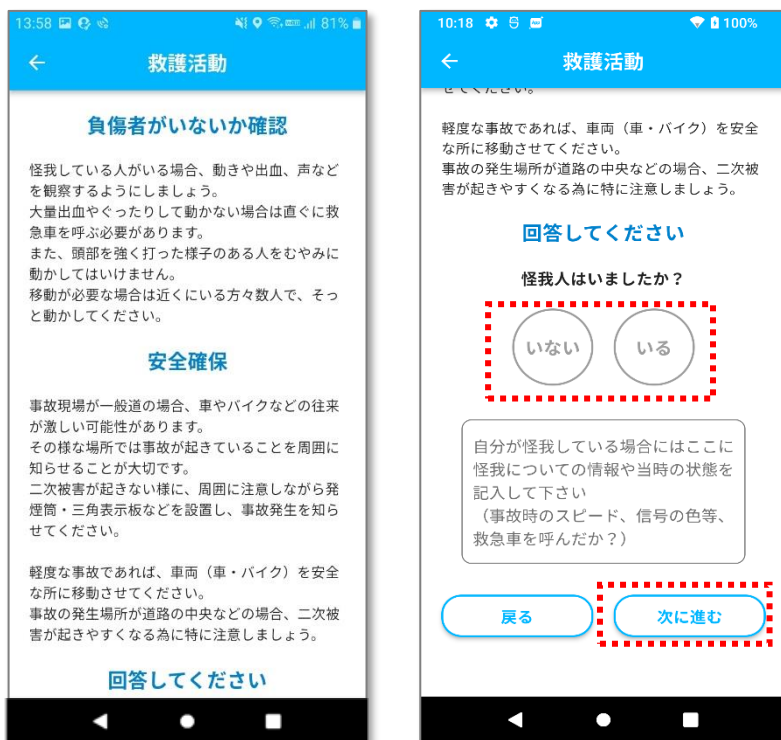 13:58
81%
救護活動
負傷者がいないか確認
怪我している人がいる場合、動きや出血、声など
を観察するようにしましょう。
大量出血やぐったりして動かない場合は直ぐに救
急車を呼ぶ必要があります。
また、頭部を強く打った様子のある人をむやみに
動かしてはいけません。
移動が必要な場合は近くにいる方々数人で、そっ
と動かしてください。
安全確保
事故現場が一般道の場合、車やバイクなどの往来
が激しい可能性があります。
その様な場所では事故が起きていることを周囲に
知らせることが大切です。
二次被害が起きない様に、周囲に注意しながら発
煙筒・三角表示板などを設置し、事故発生を知ら
せてください。
軽度な事故であれば、車両（車・バイク）を安全
な所に移動させてください。
事故の発生場所が道路の中央などの場合、二次被
害が起きやすくなる為に特に注意しましょう。
回答してください
10:18
100%
救護活動
せてください。
軽度な事故であれば、車両（車・バイク）を安全
な所に移動させてください。
事故の発生場所が道路の中央などの場合、二次被
害が起きやすくなる為に特に注意しましょう。
回答してください
怪我人はいましたか？
いない いる
自分が怪我している場合にはここに
怪我についての情報や当時の状態を
記入して下さい
（事故時のスピード、信号の色等、
救急車を呼んだか？）
戻る 次に進む